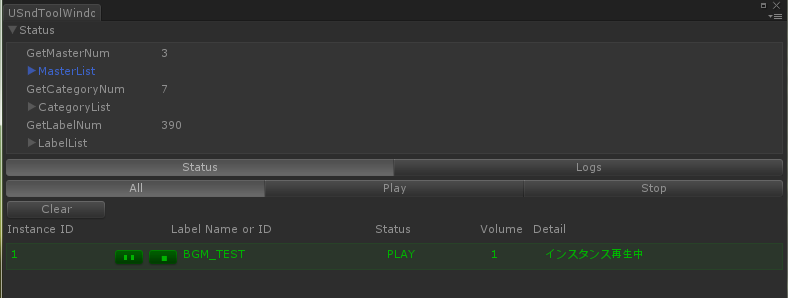 USndToolWindc
Status
GetMasterNum 3
MasterList
GetCategoryNum 7
CategoryList
GetLabelNum 390
LabelList
Status Logs
All Play Stop
Clear
Instance ID Label Name or ID Status Volume Detail
1 BGM_TEST PLAY 1 インスタンス再生中